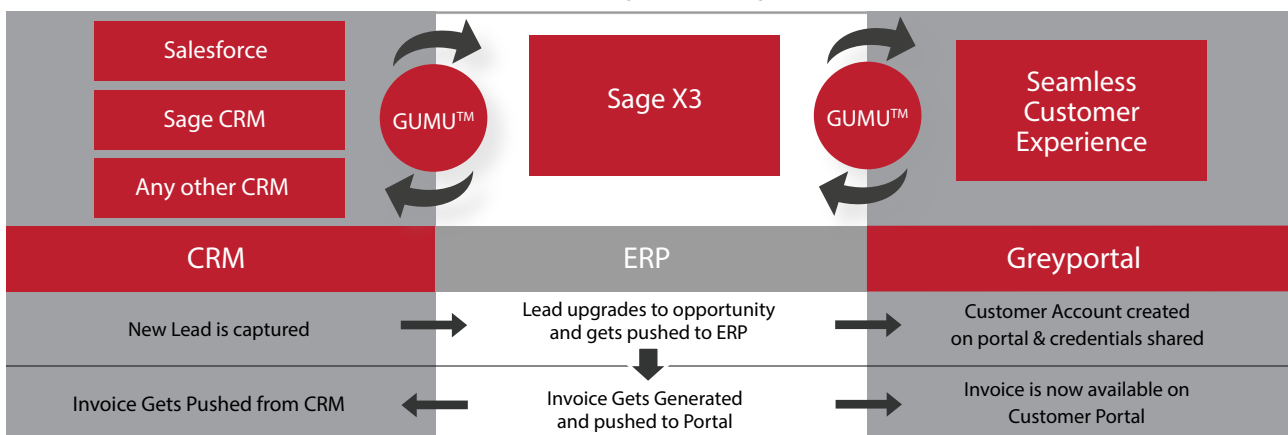 Salesforce
Sage CRM
Any other CRM
GUMU™
Sage X3
GUMU™
Seamless
Customer
Experience
CRM
ERP
Greyportal
New Lead is captured
Lead upgrades to opportunity
and gets pushed to ERP
Customer Account created
on portal & credentials shared
Invoice Gets Pushed from CRM
Invoice Gets Generated
and pushed to Portal
Invoice is now available on
Customer Portal